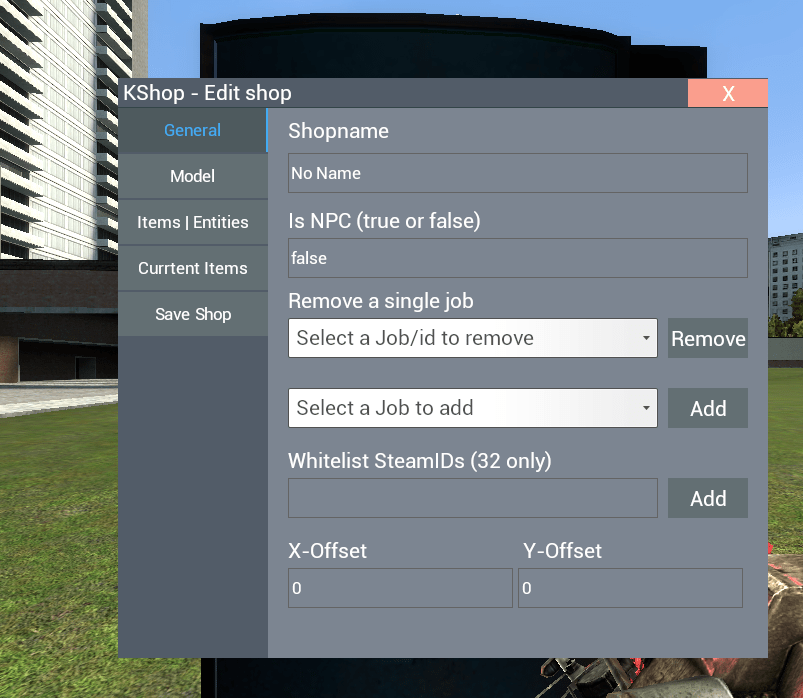 KShop - Edit shop
X
General
Model
Items | Entities
Currtent Items
Save Shop
Shopname
No Name
Is NPC (true or false)
false
Remove a single job
Select a Job/id to remove
Remove
Select a Job to add
Add
Whitelist SteamIDs (32 only)
Add
X-Offset
Y-Offset
0
0